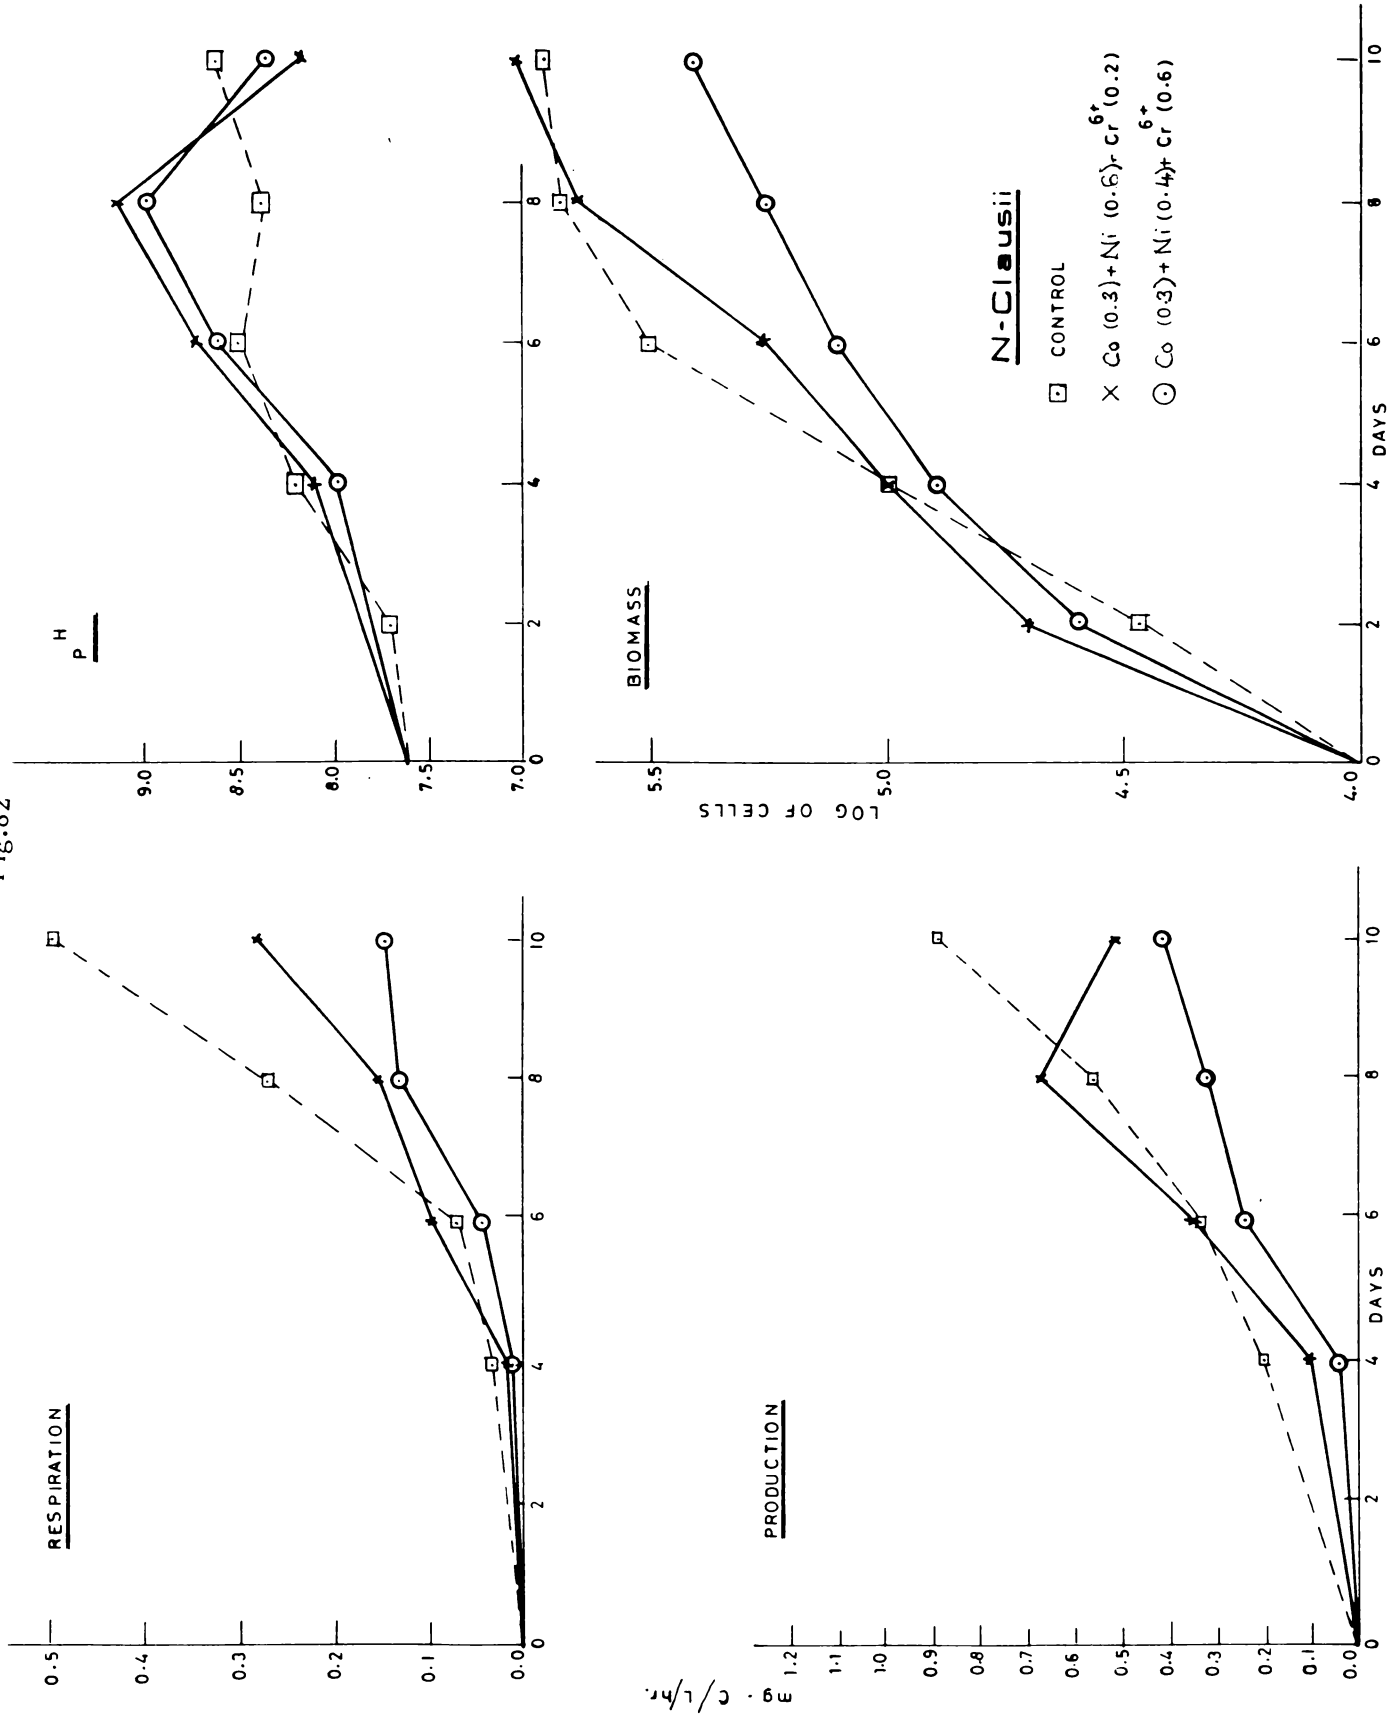 Fig.82
RESPIRATION
0.5
0.4
0.3
0.2
0.1
0.0
0 2 4 6 8 10
PH
9.0
8.5
8.0
7.5
7.0
0 2 4 6 8
PRODUCTION
mg . C/L/hr.
1.2
1.1
1.0
0.9
0.8
0.7
0.6
0.5
0.4
0.3
0.2
0.1
0.0
0 2 4 6 8 10
DAYS
BIOMASS
LOG OF CELLS
5.5
5.0
4.5
4.0
0 2 4 6 8 10
DAYS
N-Clausii
CONTROL
Co (0.3)+Ni (0.6)+Cr6+ (0.2)
Co (0.3)+Ni (0.4)+Cr6+ (0.6)